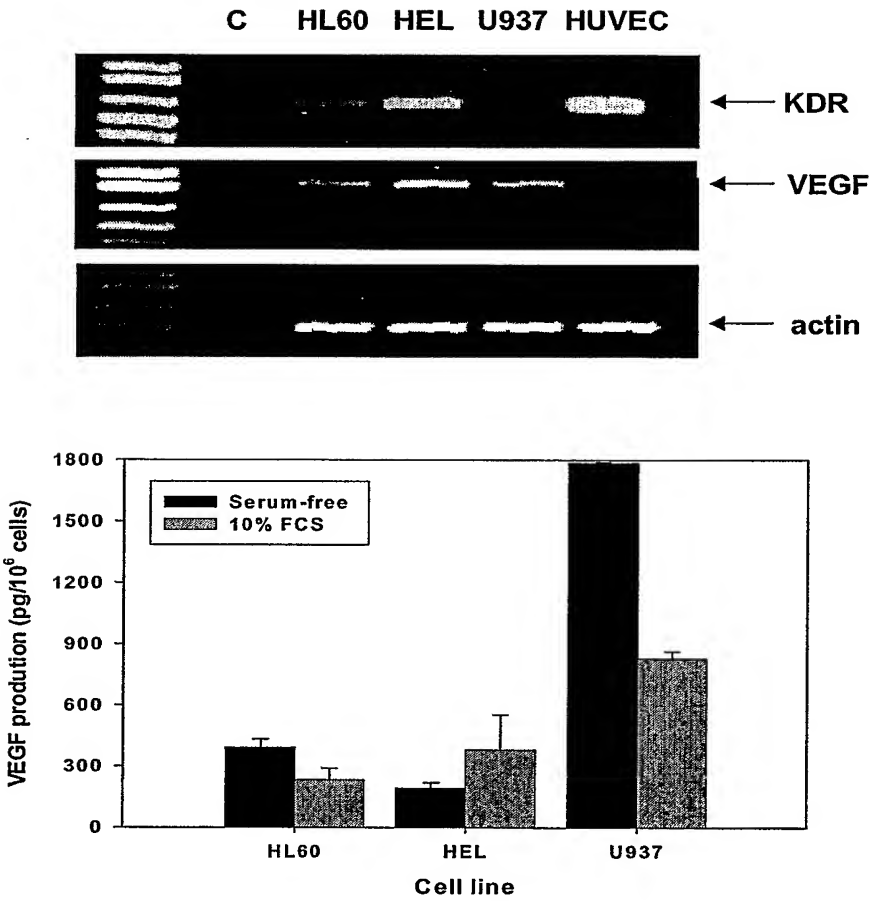 C HL60 HEL U937 HUVEC
KDR
VEGF
actin
1800
1500
1200
900
600
300
0
VEGF prodution (pg/10⁶ cells)
Serum-free
10% FCS
HL60 HEL U937
Cell line